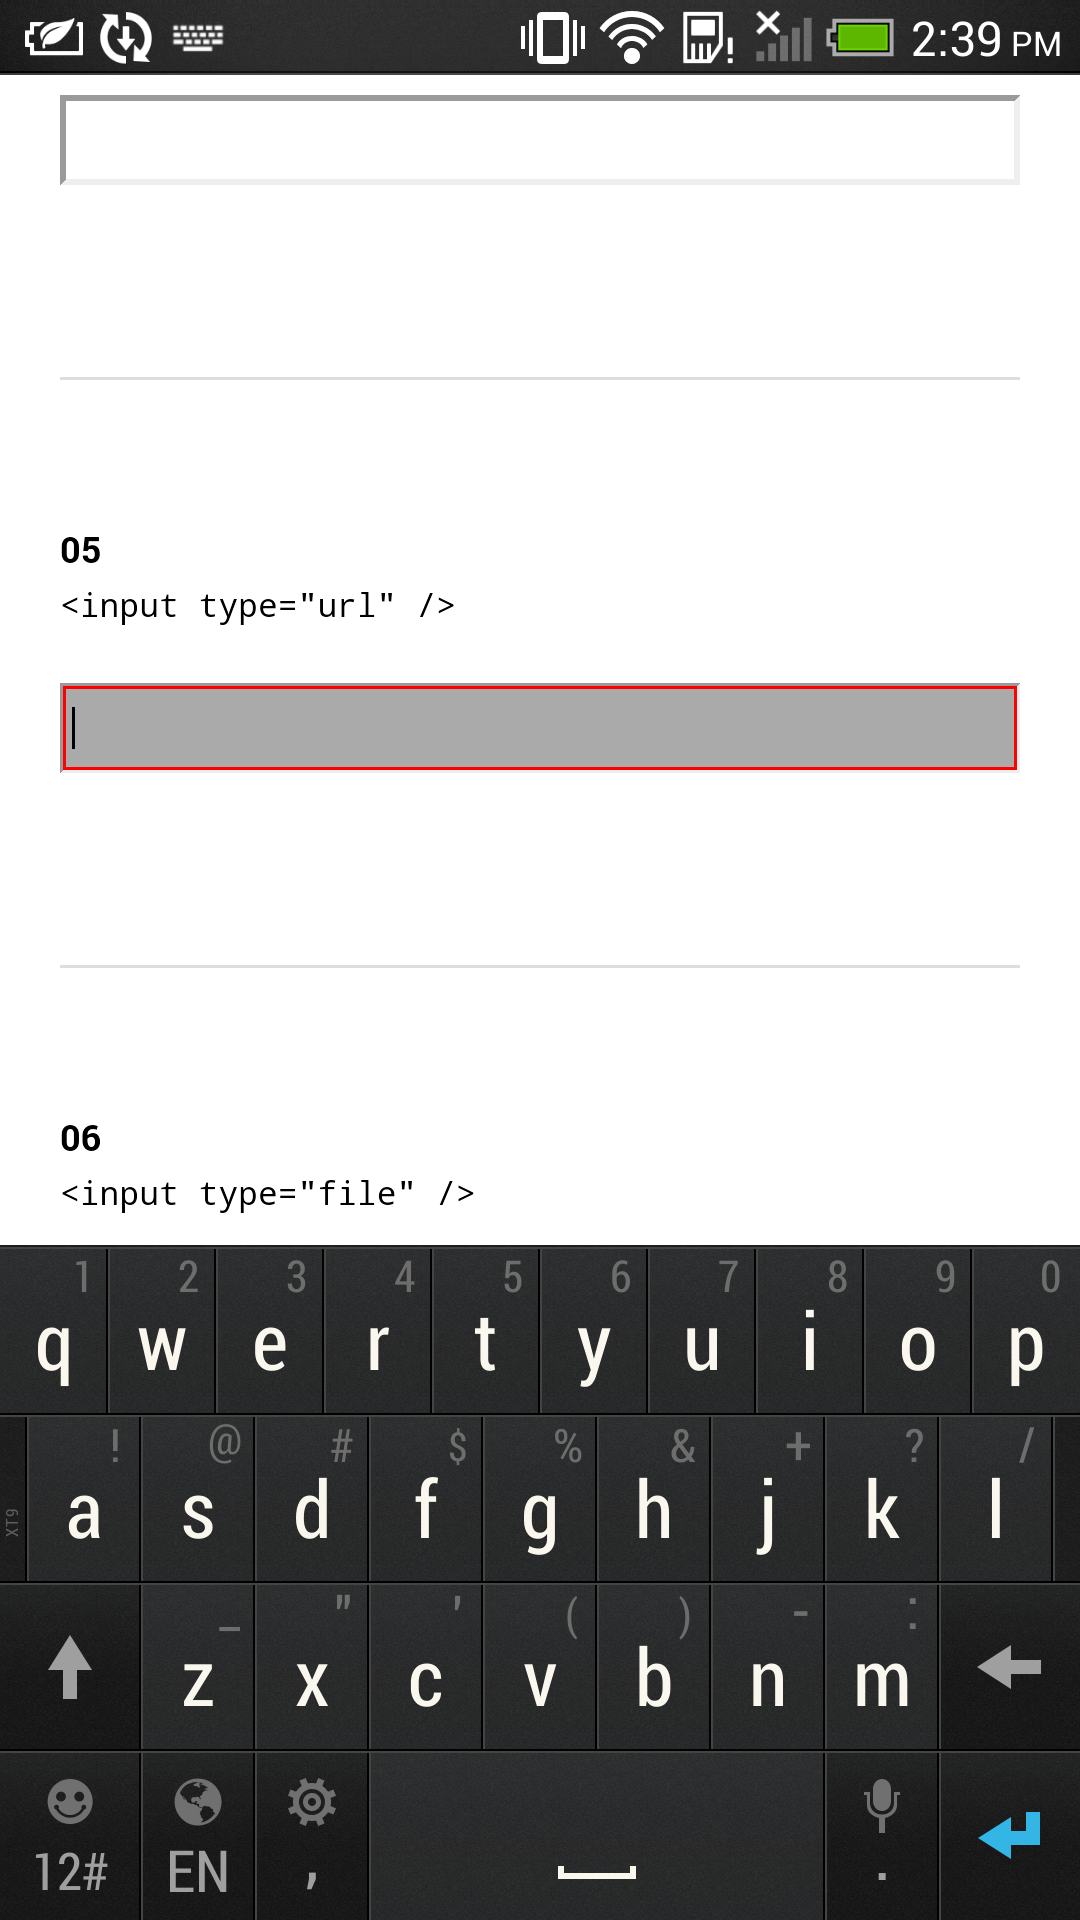 2:39 PM
05
<input type="url" />
06
<input type="file" />
1 2 3 4 5 6 7 8 9 0
q w e r t y u i o p
! @ # $ % & + ? /
XT9 a s d f g h j k l
_ " ' ( ) - :
z x c v b n m
12# EN , .